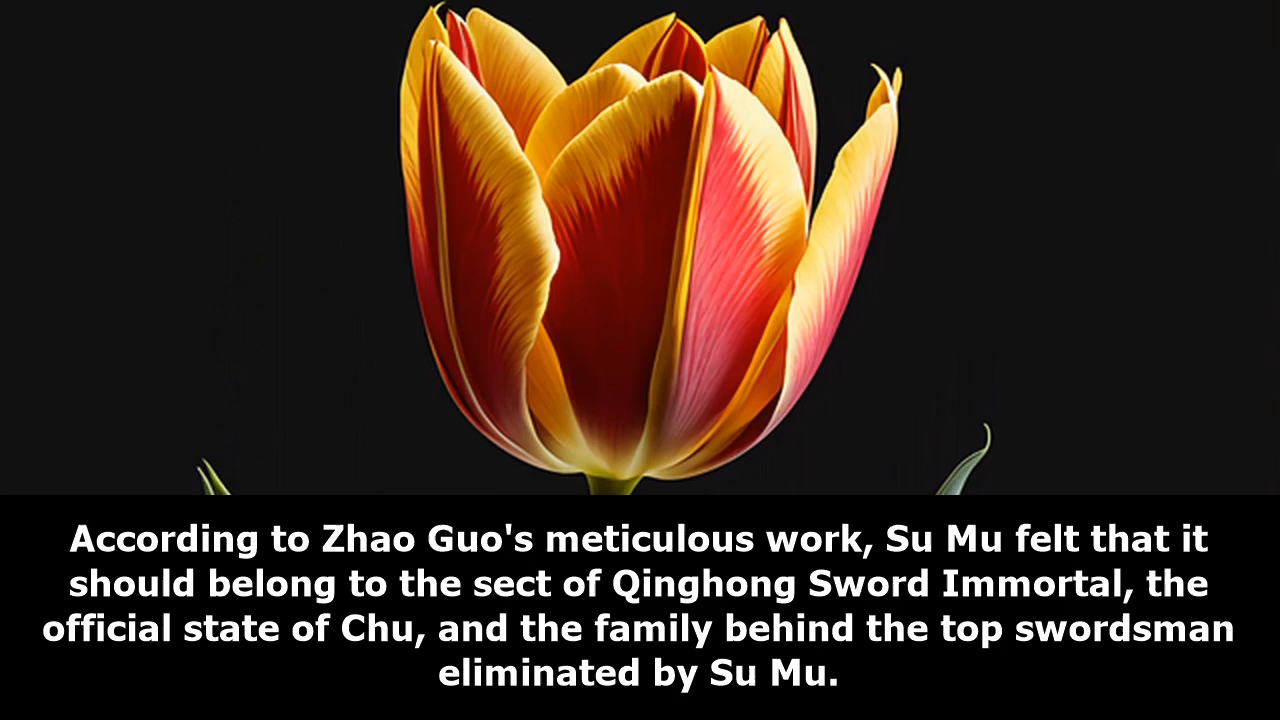 According to Zhao Guo's meticulous work, Su Mu felt that it
should belong to the sect of Qinghong Sword Immortal, the
official state of Chu, and the family behind the top swordsman
eliminated by Su Mu.